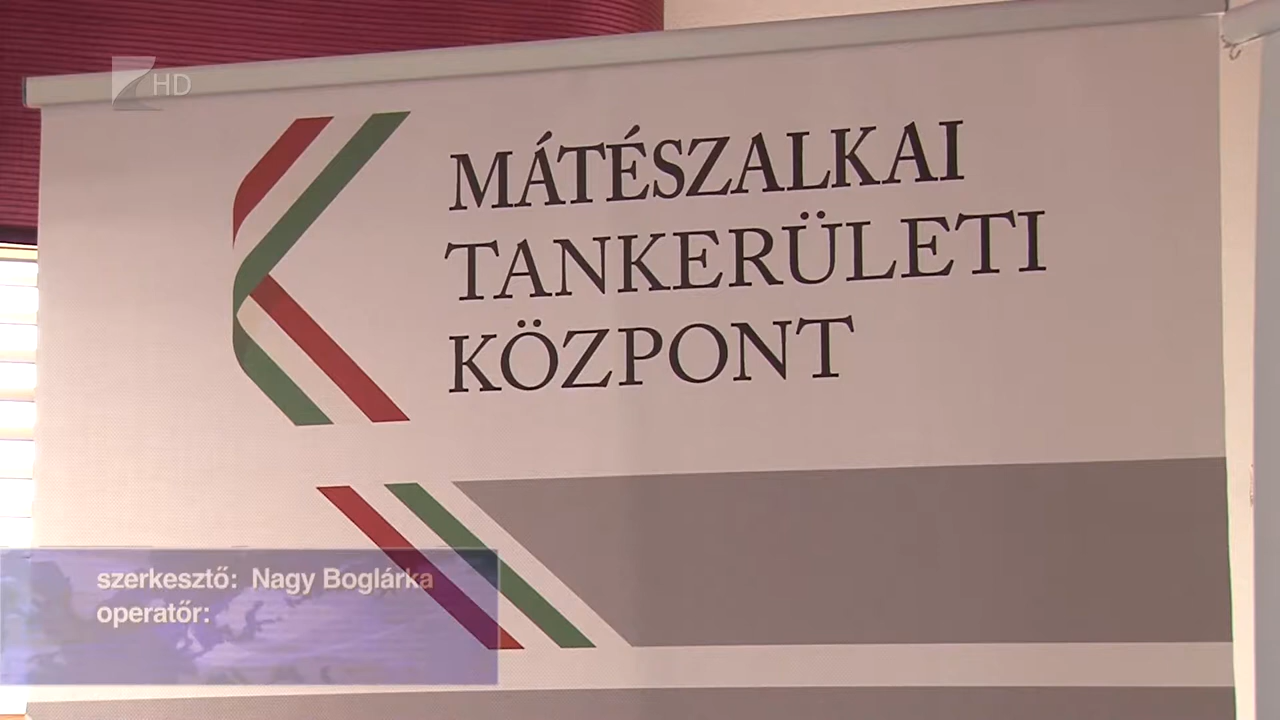 HD
MÁTÉSZALKAI
TANKERÜLETI
KÖZPONT
szerkesztő: Nagy Boglárka
operatőr: